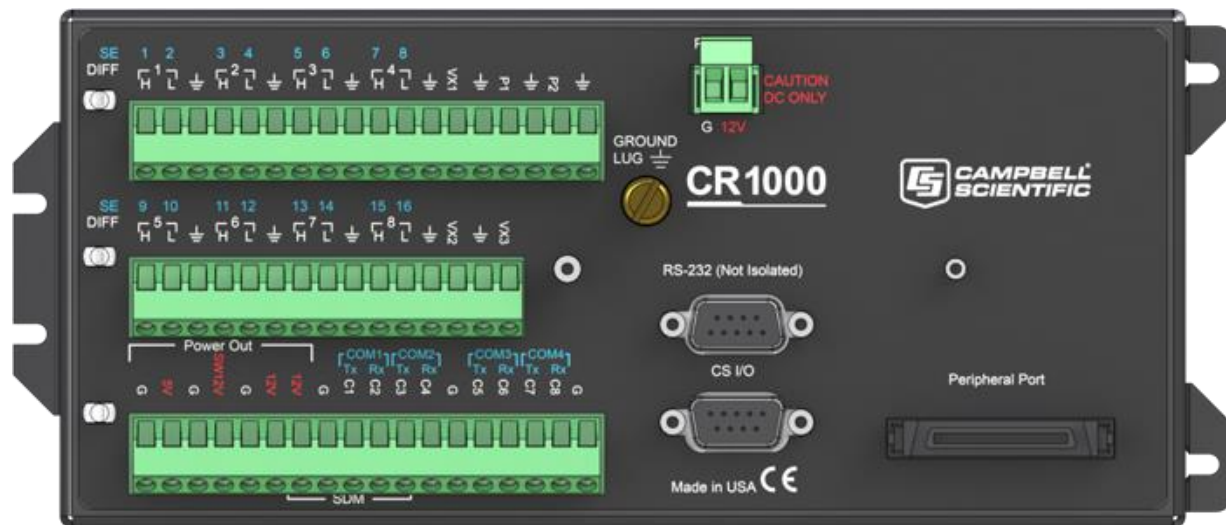 SE 1 2 3 4 5 6 7 8
DIFF 1 2 3 4
H L H L H L H L VX1 P1 P2
CAUTION
DC ONLY
G 12V
GROUND
LUG
CR1000
CAMPBELL
SCIENTIFIC
SE 9 10 11 12 13 14 15 16
DIFF 5 6 7 8
H L H L H L H L VX2 VX3
RS-232 (Not Isolated)
Power Out
COM1 COM2 COM3 COM4
Tx Rx Tx Rx Tx Rx Tx Rx
G 5V G SW12V G 12V 12V G C1 C2 C3 C4 G C5 C6 C7 C8 G
CS I/O
Peripheral Port
SDM
Made in USA CE